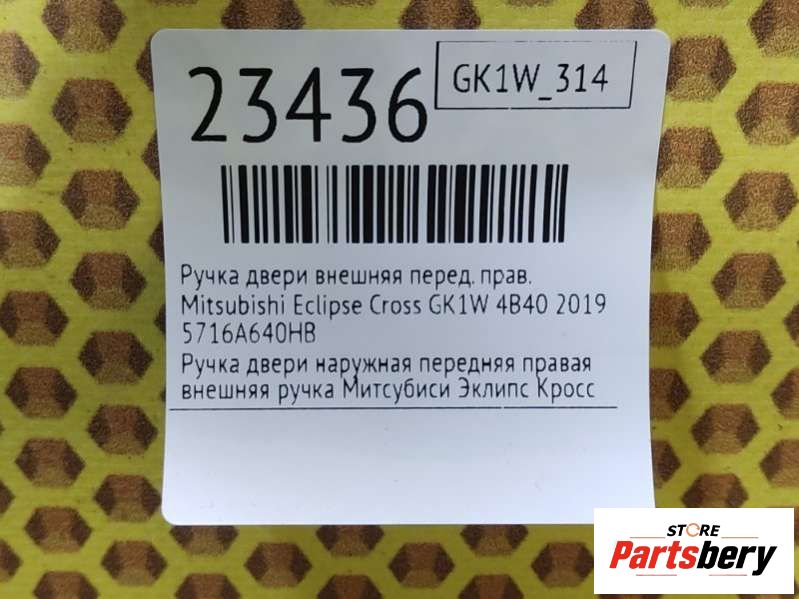 23436
GK1W_314
Ручка двери внешняя перед. прав.
Mitsubishi Eclipse Cross GK1W 4B40 2019
5716A640HB
Ручка двери наружная передняя правая
внешняя ручка Митсубиси Эклипс Кросс
STORE
Partsbery